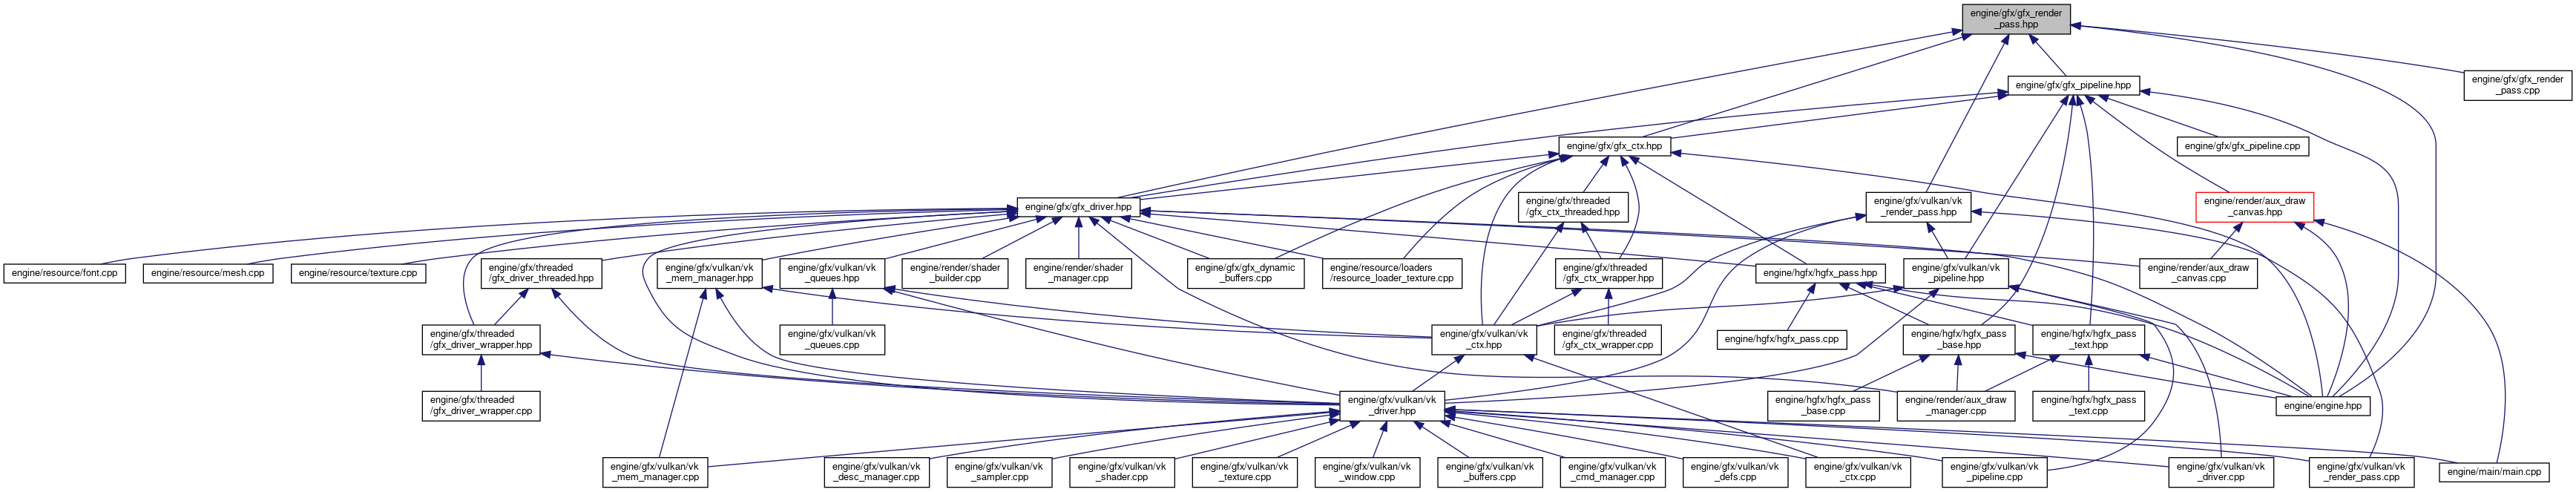 engine/gfx/gfx_render
_pass.hpp
engine/gfx/gfx_pipeline.hpp
engine/gfx/gfx_render
_pass.cpp
engine/gfx/gfx_ctx.hpp
engine/gfx/gfx_pipeline.cpp
engine/gfx/gfx_driver.hpp
engine/gfx/threaded
/gfx_ctx_threaded.hpp
engine/gfx/vulkan/vk
_render_pass.hpp
engine/render/aux_draw
_canvas.hpp
engine/resource/font.cpp
engine/resource/mesh.cpp
engine/resource/texture.cpp
engine/gfx/threaded
/gfx_driver_threaded.hpp
engine/gfx/vulkan/vk
_mem_manager.hpp
engine/gfx/vulkan/vk
_queues.hpp
engine/render/shader
_builder.cpp
engine/render/shader
_manager.cpp
engine/gfx/gfx_dynamic
_buffers.cpp
engine/resource/loaders
/resource_loader_texture.cpp
engine/gfx/threaded
/gfx_ctx_wrapper.hpp
engine/hgfx/hgfx_pass.hpp
engine/gfx/vulkan/vk
_pipeline.hpp
engine/render/aux_draw
_canvas.cpp
engine/gfx/threaded
/gfx_driver_wrapper.hpp
engine/gfx/vulkan/vk
_queues.cpp
engine/gfx/vulkan/vk
_ctx.hpp
engine/gfx/threaded
/gfx_ctx_wrapper.cpp
engine/hgfx/hgfx_pass.cpp
engine/hgfx/hgfx_pass
_base.hpp
engine/hgfx/hgfx_pass
_text.hpp
engine/gfx/threaded
/gfx_driver_wrapper.cpp
engine/gfx/vulkan/vk
_driver.hpp
engine/hgfx/hgfx_pass
_base.cpp
engine/render/aux_draw
_manager.cpp
engine/hgfx/hgfx_pass
_text.cpp
engine/engine.hpp
engine/gfx/vulkan/vk
_mem_manager.cpp
engine/gfx/vulkan/vk
_desc_manager.cpp
engine/gfx/vulkan/vk
_sampler.cpp
engine/gfx/vulkan/vk
_shader.cpp
engine/gfx/vulkan/vk
_texture.cpp
engine/gfx/vulkan/vk
_window.cpp
engine/gfx/vulkan/vk
_buffers.cpp
engine/gfx/vulkan/vk
_cmd_manager.cpp
engine/gfx/vulkan/vk
_defs.cpp
engine/gfx/vulkan/vk
_ctx.cpp
engine/gfx/vulkan/vk
_pipeline.cpp
engine/gfx/vulkan/vk
_driver.cpp
engine/gfx/vulkan/vk
_render_pass.cpp
engine/main/main.cpp